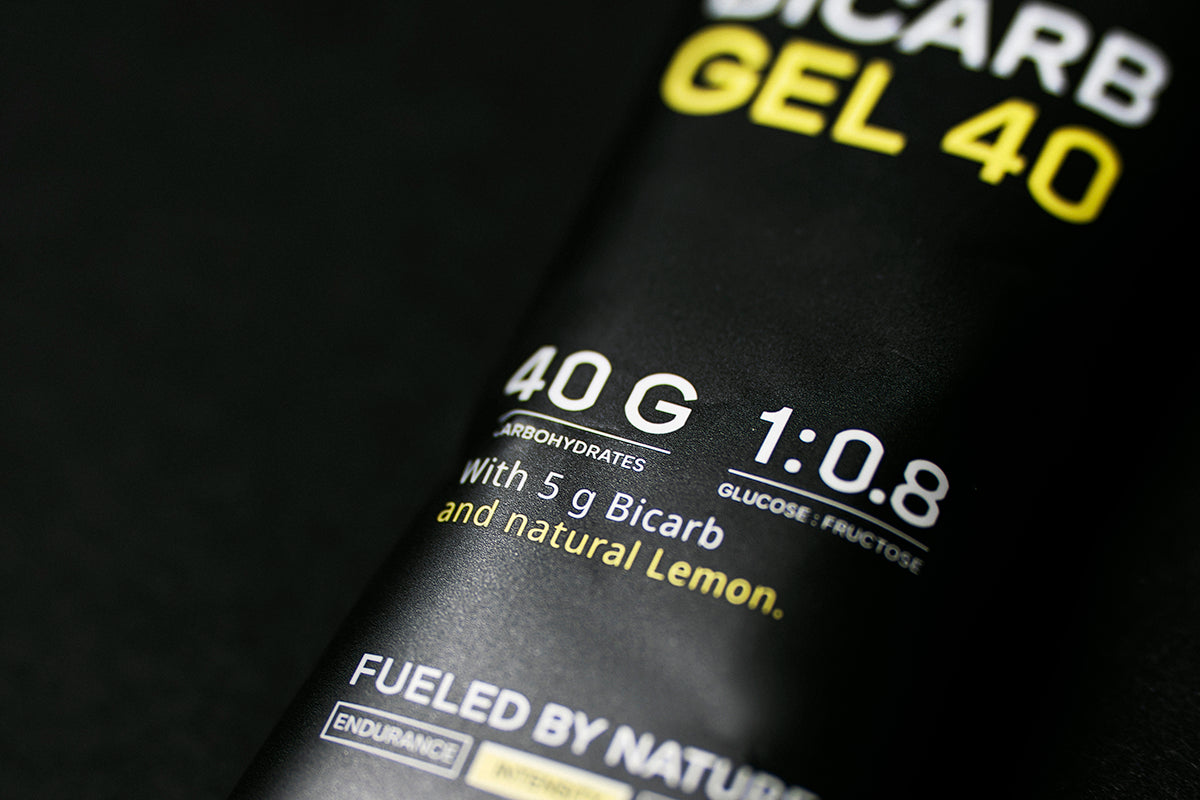 BICARB
GEL 40
40 G
CARBOHYDRATES
1:0.8
GLUCOSE : FRUCTOSE
With 5 g Bicarb
and natural Lemon.
FUELED BY NATURE
ENDURANCE
INTENSITY